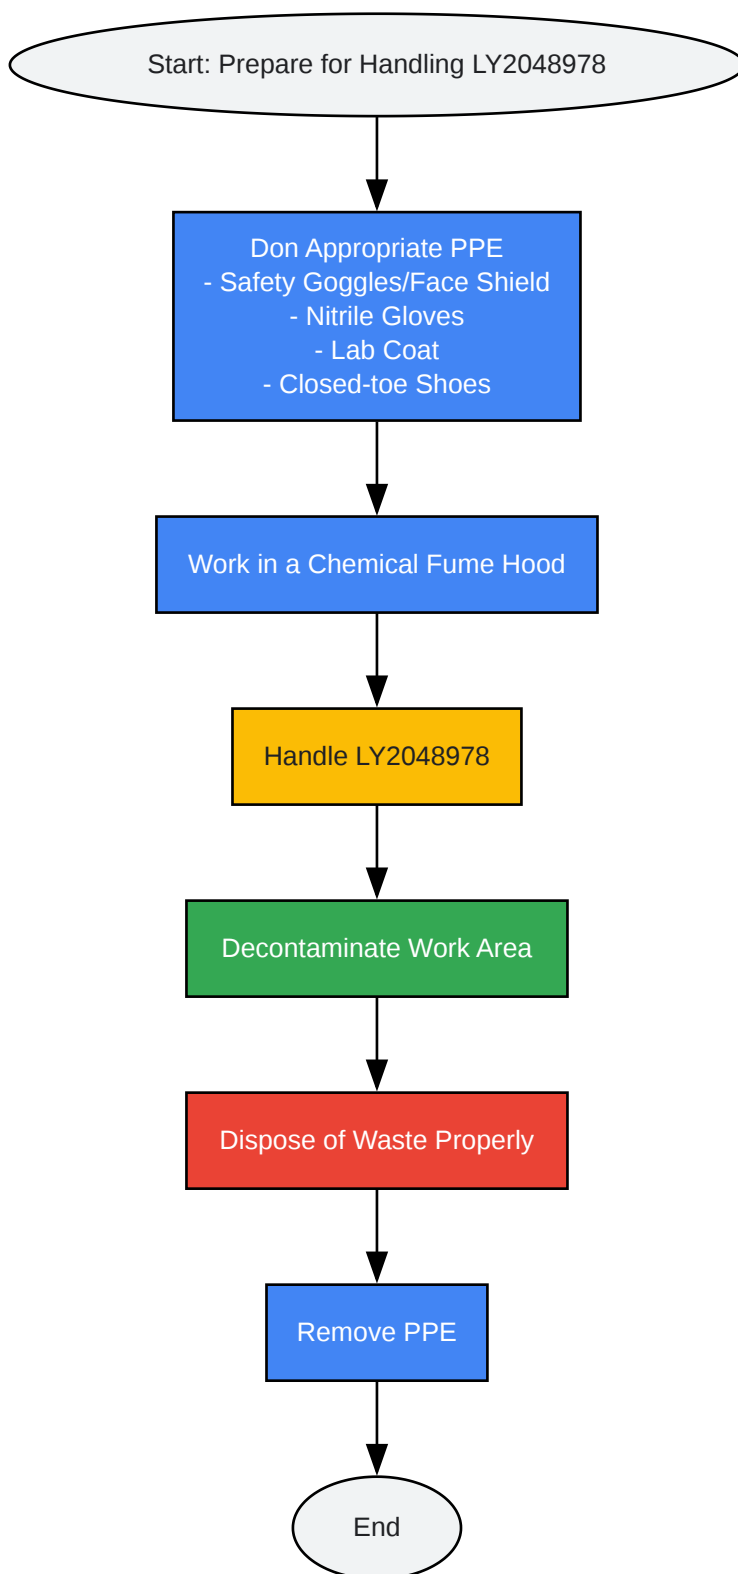 Start: Prepare for Handling LY2048978
Don Appropriate PPE
- Safety Goggles/Face Shield
- Nitrile Gloves
- Lab Coat
- Closed-toe Shoes
Work in a Chemical Fume Hood
Handle LY2048978
Decontaminate Work Area
Dispose of Waste Properly
Remove PPE
End